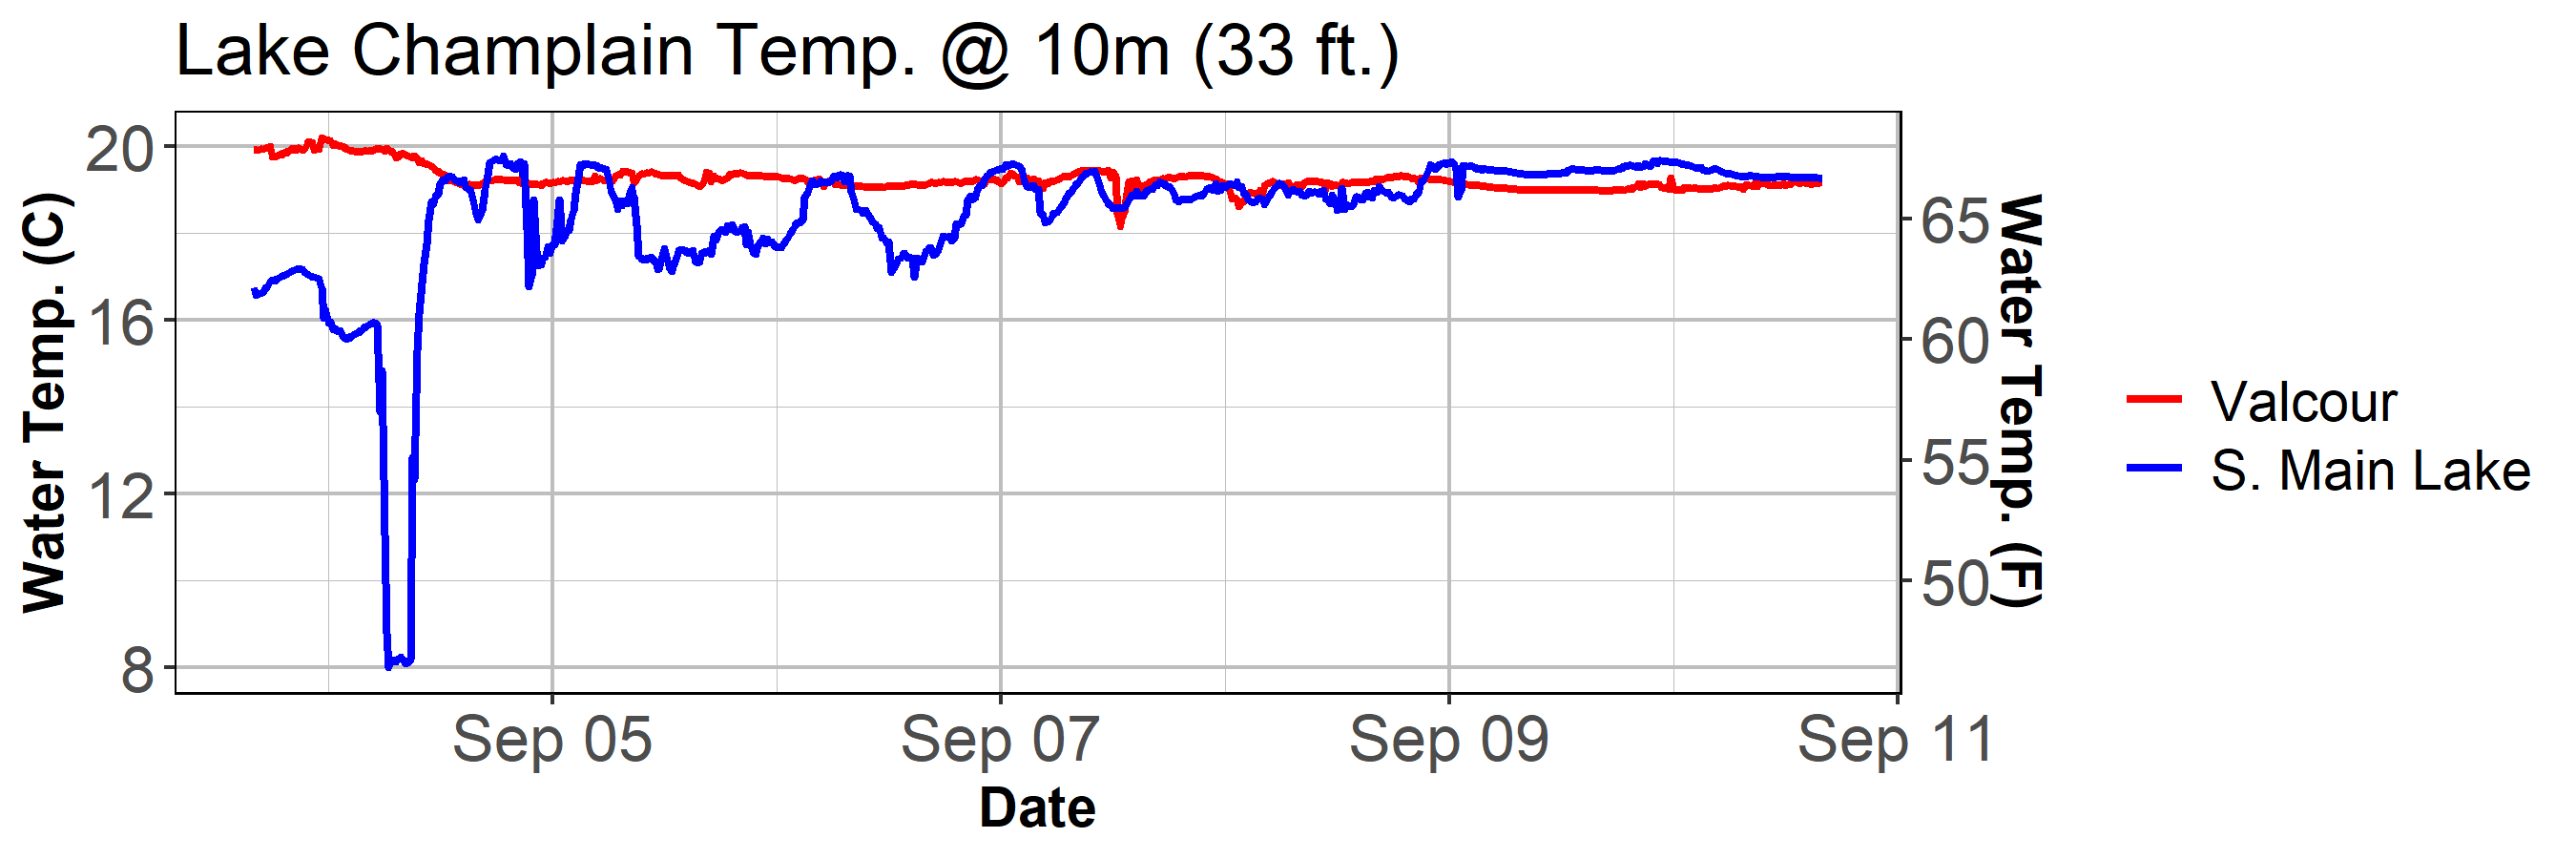 Lake Champlain Temp. @ 10m (33 ft.)
Water Temp. (C)
20
16
12
8
65
60
55
50
Water Temp. (F)
Sep 05
Sep 07
Sep 09
Sep 11
Date
Valcour
S. Main Lake